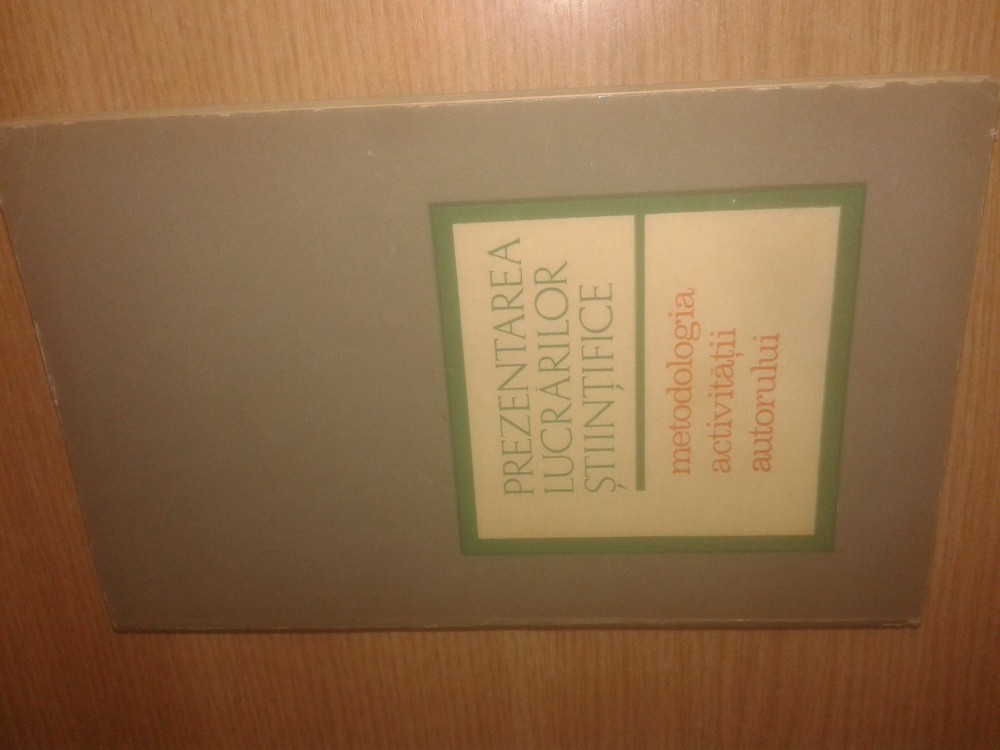 PREZENTAREA
LUCRĂRILOR
ȘTIINȚIFICE
metodologia
activității
autorului